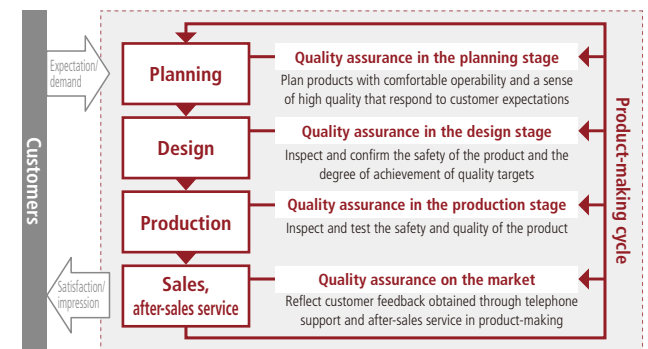 Customers
Expectation/
demand
Planning
Quality assurance in the planning stage
Plan products with comfortable operability and a sense
of high quality that respond to customer expectations
Design
Quality assurance in the design stage
Inspect and confirm the safety of the product and the
degree of achievement of quality targets
Production
Quality assurance in the production stage
Inspect and test the safety and quality of the product
Satisfaction/
impression
Sales,
after-sales service
Quality assurance on the market
Reflect customer feedback obtained through telephone
support and after-sales service in product-making
Product-making cycle